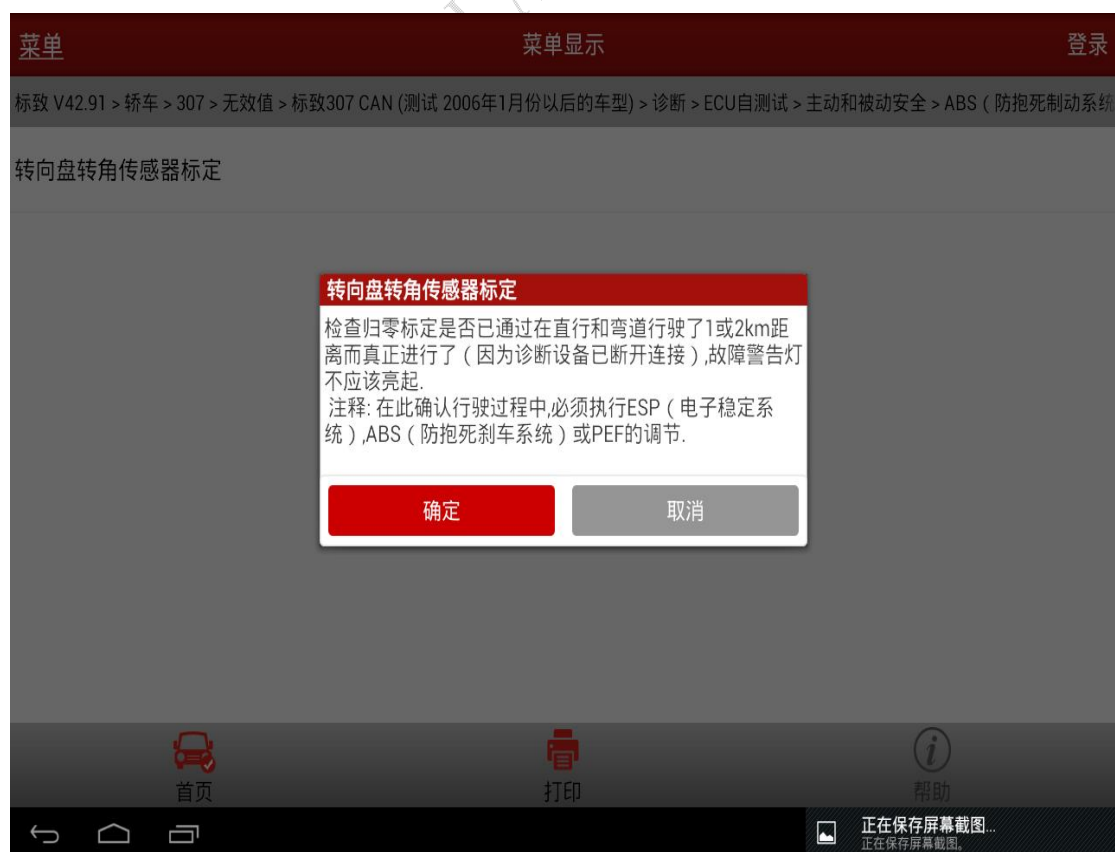 菜单 菜单显示 登录
标致 V42.91 > 轿车 > 307 > 无效值 > 标致307 CAN (测试 2006年1月份以后的车型) > 诊断 > ECU自测试 > 主动和被动安全 > ABS ( 防抱死制动系统
转向盘转角传感器标定
转向盘转角传感器标定
检查归零标定是否已通过在直行和弯道行驶了1或2km距
离而真正进行了 ( 因为诊断设备已断开连接 ) ,故障警告灯
不应该亮起.
注释: 在此确认行驶过程中,必须执行ESP ( 电子稳定系
统 ) ,ABS ( 防抱死刹车系统 ) 或PEF的调节.
确定 取消
首页 打印 帮助
正在保存屏幕截图...
正在保存屏幕截图。